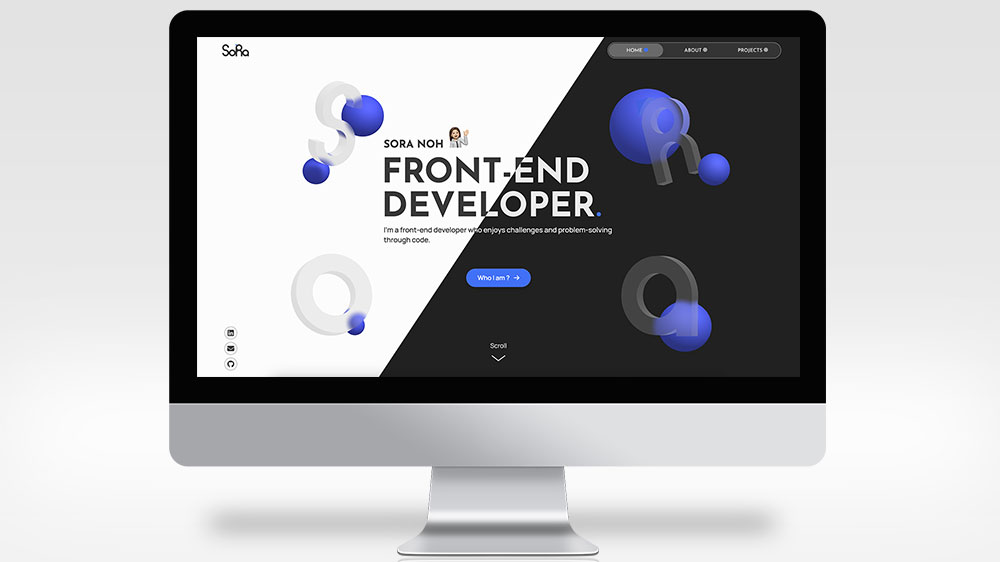 SoRa
HOME
ABOUT
PROJECTS
S
R
SORA NOH
FRONT-END
DEVELOPER.
I'm a front-end developer who enjoys challenges and problem-solving
through code.
o
a
Who I am ?
Scroll
in